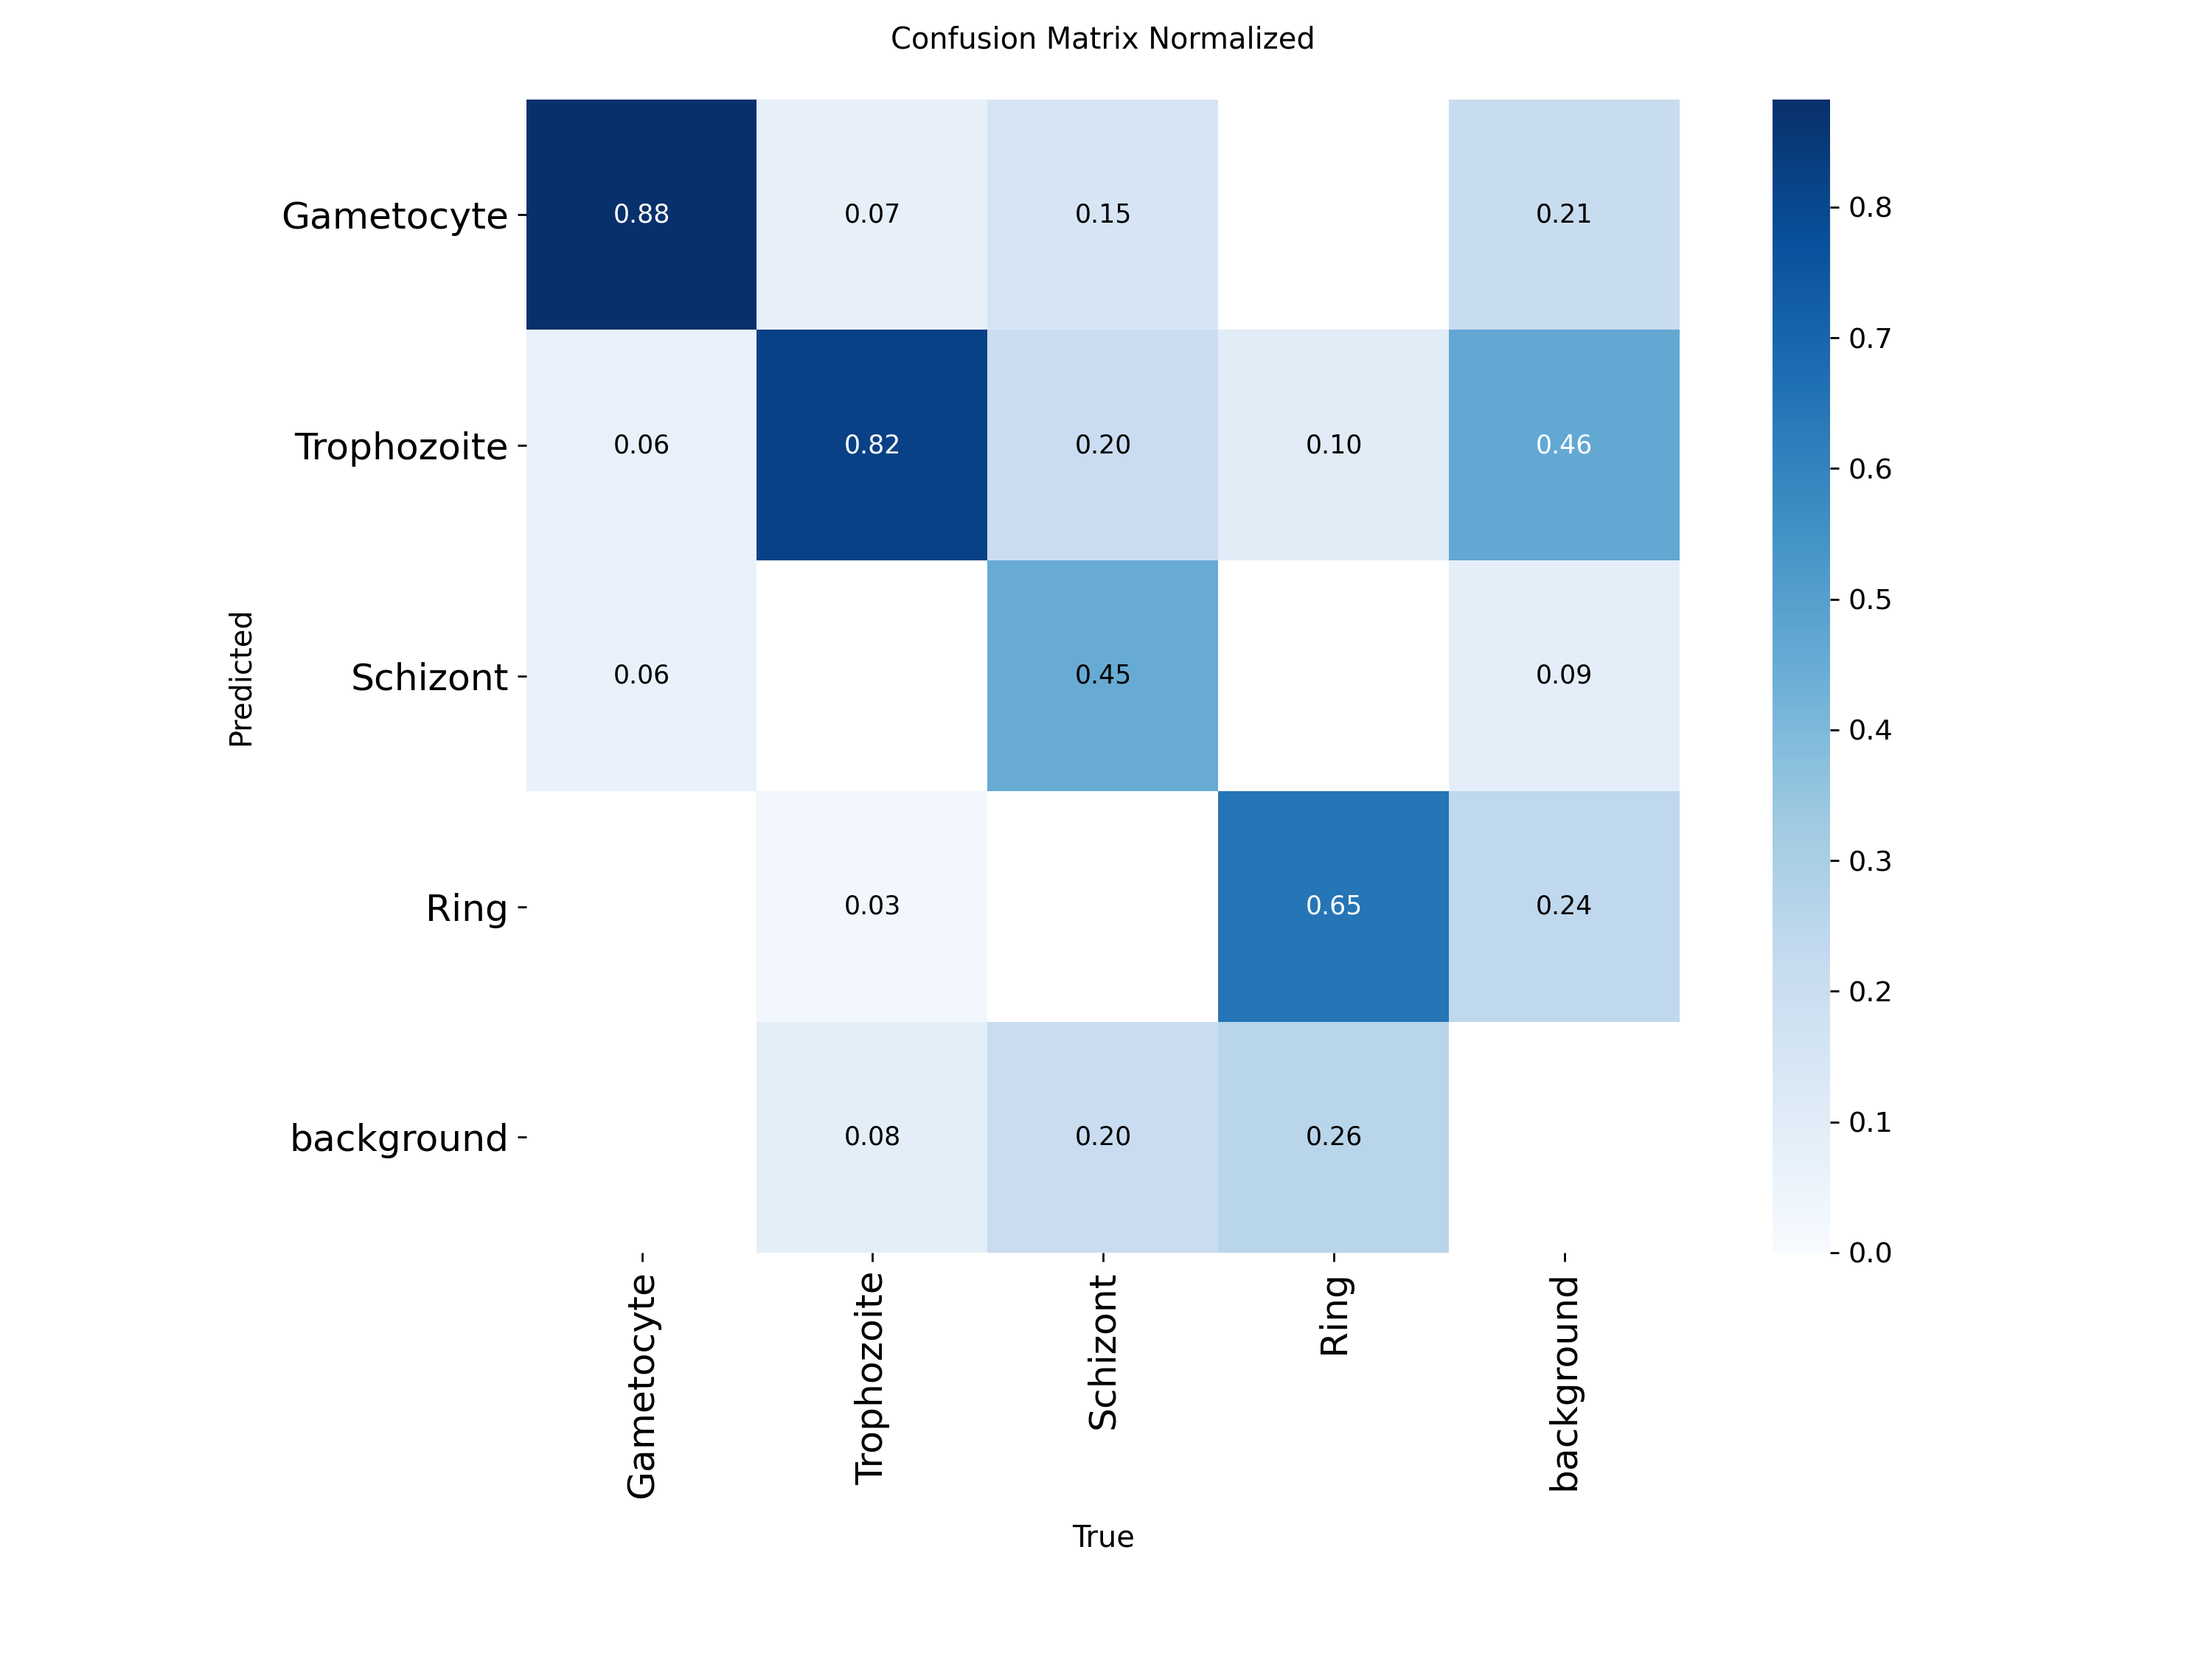 Confusion Matrix Normalized
Gametocyte 0.88 0.07 0.15 0.21
Trophozoite 0.06 0.82 0.20 0.10 0.46
Schizont 0.06 0.45 0.09
Ring 0.03 0.65 0.24
background 0.08 0.20 0.26
Predicted
Gametocyte Trophozoite Schizont Ring background
True
0.8
0.7
0.6
0.5
0.4
0.3
0.2
0.1
0.0